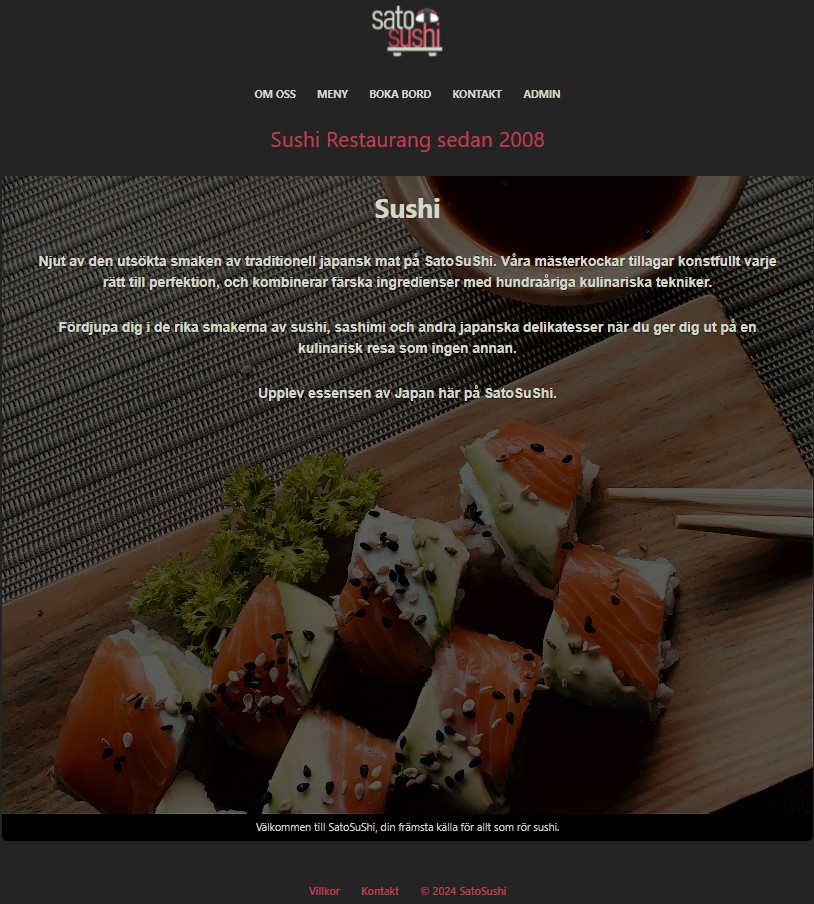 sato
sushi
OM OSS MENY BOKA BORD KONTAKT ADMIN
Sushi Restaurang sedan 2008
Sushi
Njut av den utsökta smaken av traditionell japansk mat på SatoSuShi. Våra mästerkockar tillagar konstfullt varje
rätt till perfektion, och kombinerar färska ingredienser med hundraåriga kulinariska tekniker.
Fördjupa dig i de rika smakerna av sushi, sashimi och andra japanska delikatesser när du ger dig ut på en
kulinarisk resa som ingen annan.
Upplev essensen av Japan här på SatoSuShi.
Välkommen till SatoSuShi, din främsta källa för allt som rör sushi.
Villkor Kontakt © 2024 SatoSushi